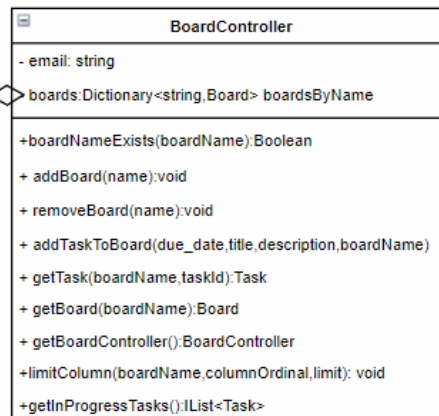 BoardController
- email: string
boards:Dictionary<string,Board> boardsByName
+boardNameExists(boardName):Boolean
+ addBoard(name):void
+ removeBoard(name):void
+ addTaskToBoard(due_date,title,description,boardName)
+ getTask(boardName,taskId):Task
+ getBoard(boardName):Board
+ getBoardController():BoardController
+limitColumn(boardName,columnOrdinal,limit): void
+getInProgressTasks():IList<Task>